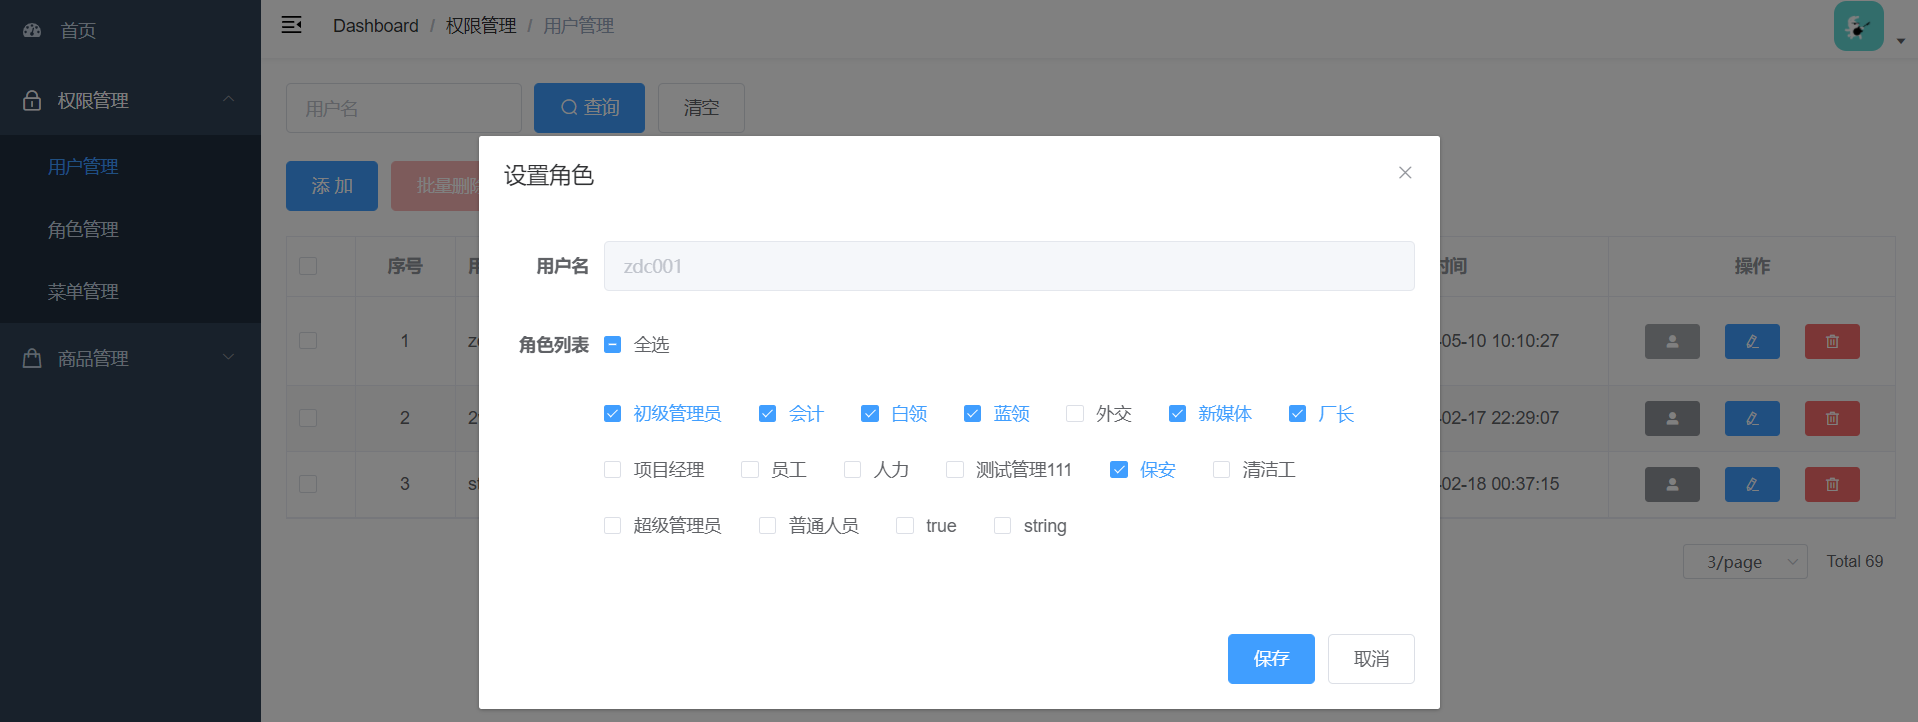 首页
权限管理
用户管理
角色管理
菜单管理
商品管理
Dashboard / 权限管理 / 用户管理
用户名 查询 清空
添 加 批量删除
序号 用 时间 操作
1 -05-10 10:10:27
2 2 -02-17 22:29:07
3 -02-18 00:37:15
3/page Total 69
设置角色
用户名 zdc001
角色列表 全选
初级管理员 会计 白领 蓝领 外交 新媒体 厂长
项目经理 员工 人力 测试管理111 保安 清洁工
超级管理员 普通人员 true string
保存 取消